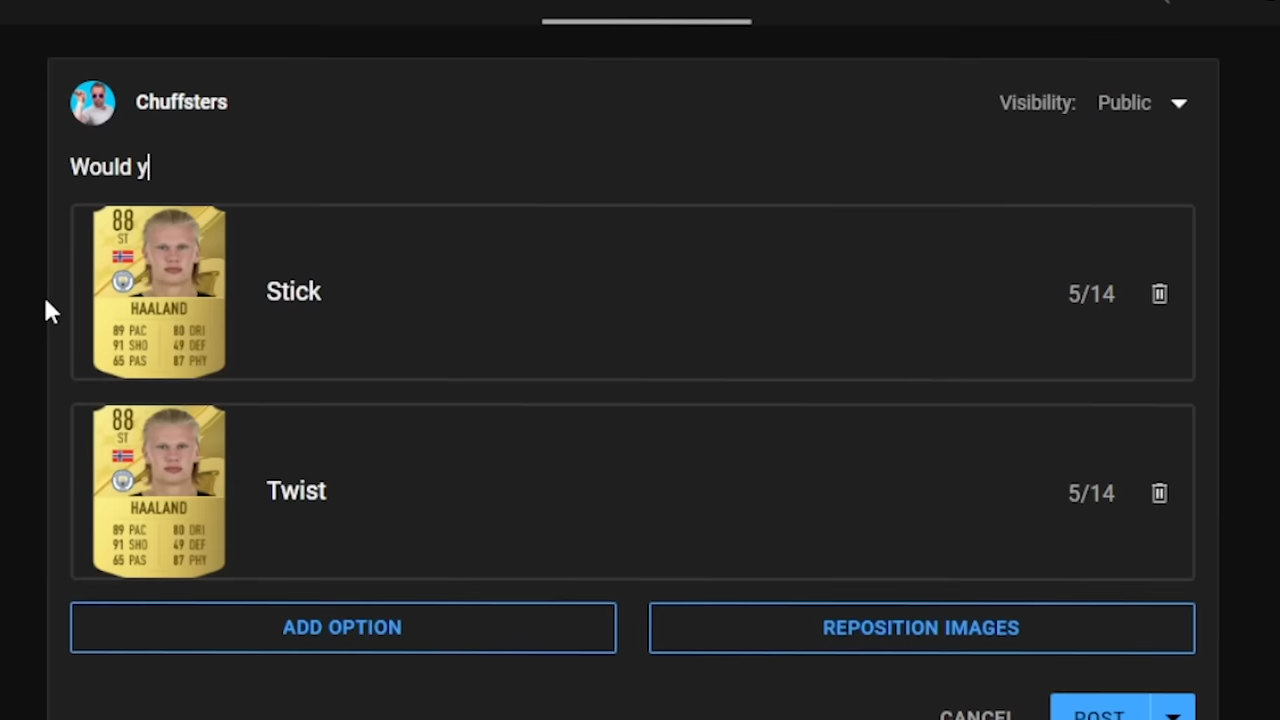 Chuffsters
Visibility: Public
Would y
88
ST
HAALAND
89 PAC 80 DRI
91 SHO 49 DEF
65 PAS 87 PHY
Stick
5/14
88
ST
HAALAND
89 PAC 80 DRI
91 SHO 49 DEF
65 PAS 87 PHY
Twist
5/14
ADD OPTION
REPOSITION IMAGES
CANCEL
POST